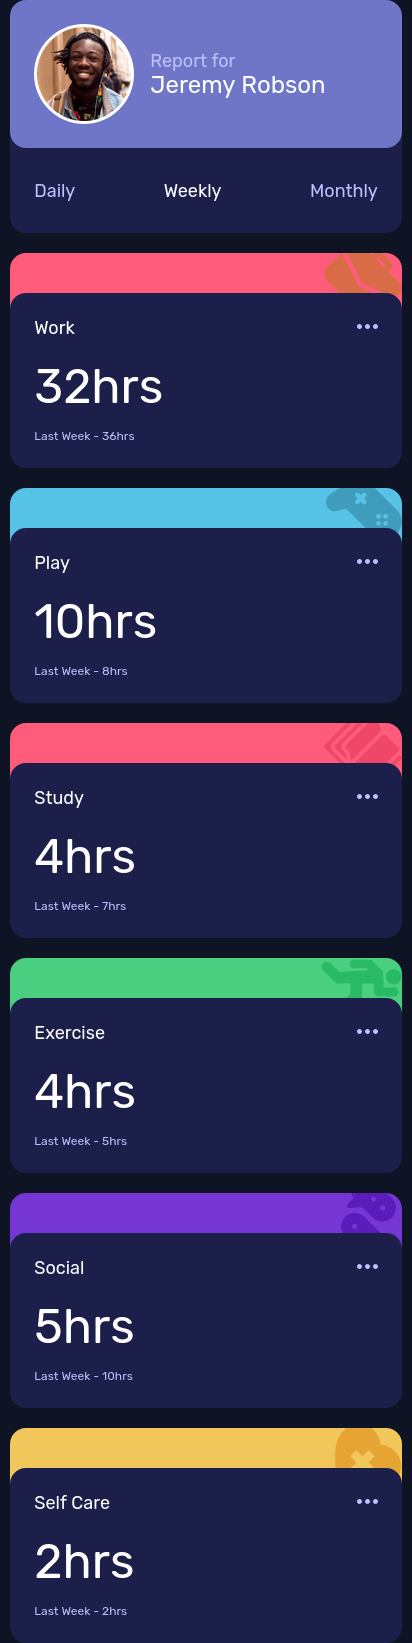 Report for
Jeremy Robson
Daily Weekly Monthly
Work
32hrs
Last Week - 36hrs
Play
10hrs
Last Week - 8hrs
Study
4hrs
Last Week - 7hrs
Exercise
4hrs
Last Week - 5hrs
Social
5hrs
Last Week - 10hrs
Self Care
2hrs
Last Week - 2hrs